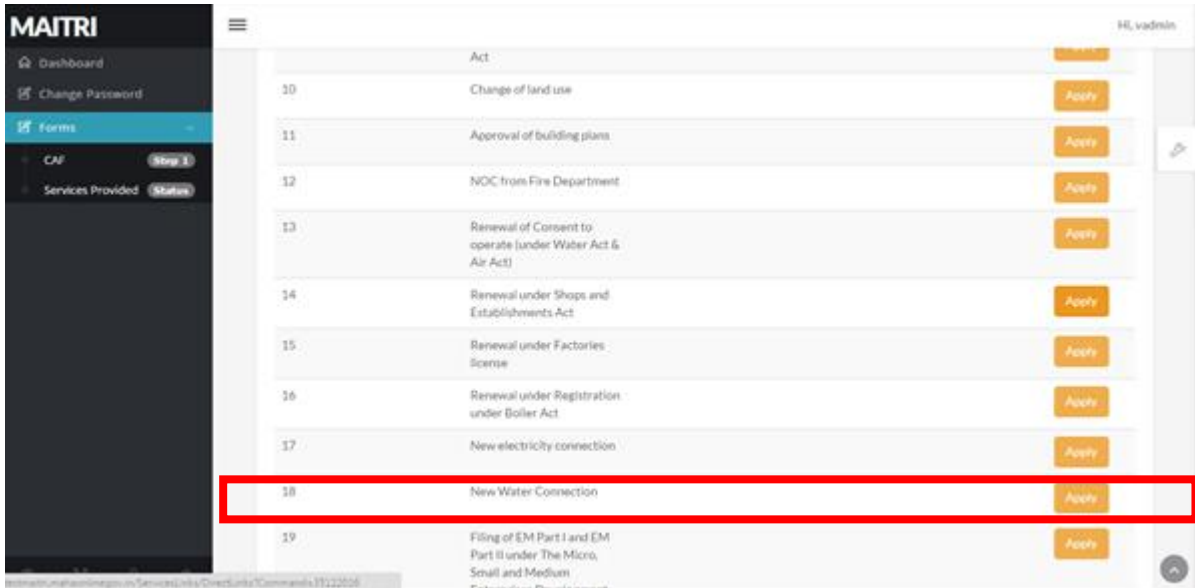 MAITRI
Hi, vadmin
Dashboard
Change Password
Forms
CAF Step 1
Services Provided Status
Act
Apply
10 Change of land use Apply
11 Approval of building plans Apply
12 NOC from Fire Department Apply
13 Renewal of Consent to Apply
operate (under Water Act &
Air Act)
14 Renewal under Shops and Apply
Establishments Act
15 Renewal under Factories Apply
license
16 Renewal under Registration Apply
under Boiler Act
17 New electricity connection Apply
18 New Water Connection Apply
19 Filing of EM Part I and EM Apply
Part II under The Micro,
Small and Medium
Enterprises Development